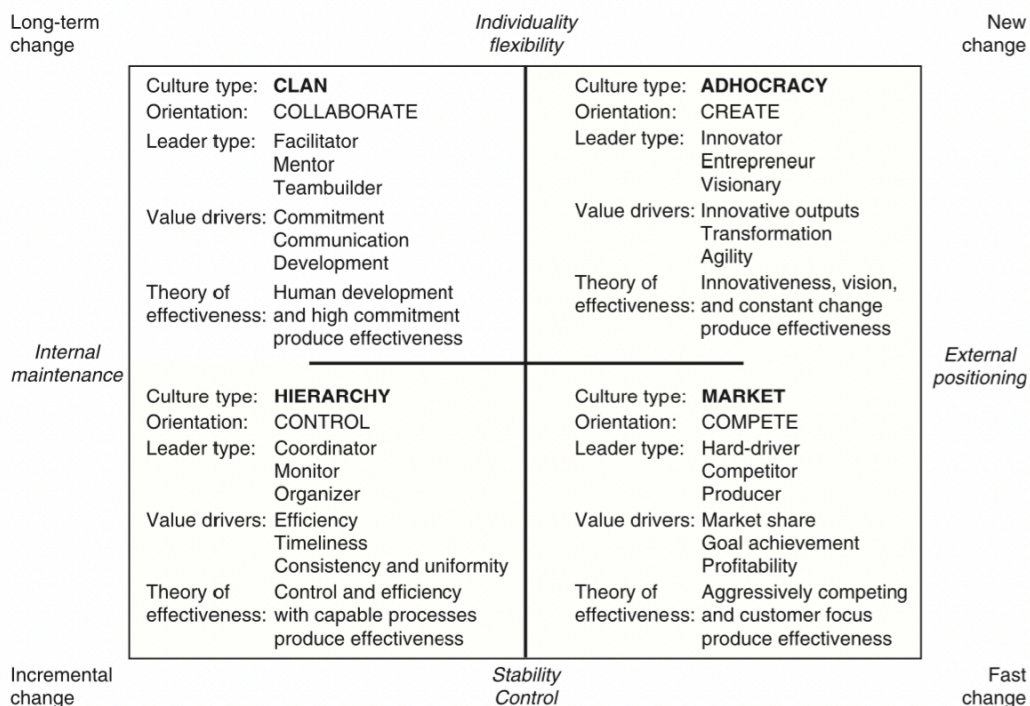 Long-term
change
Individuality
flexibility
New
change
Culture type: CLAN
Orientation: COLLABORATE
Leader type: Facilitator
Mentor
Teambuilder
Value drivers: Commitment
Communication
Development
Theory of Human development
effectiveness: and high commitment
produce effectiveness
Culture type: ADHOCRACY
Orientation: CREATE
Leader type: Innovator
Entrepreneur
Visionary
Value drivers: Innovative outputs
Transformation
Agility
Theory of Innovativeness, vision,
effectiveness: and constant change
produce effectiveness
Internal
maintenance
External
positioning
Culture type: HIERARCHY
Orientation: CONTROL
Leader type: Coordinator
Monitor
Organizer
Value drivers: Efficiency
Timeliness
Consistency and uniformity
Theory of Control and efficiency
effectiveness: with capable processes
produce effectiveness
Culture type: MARKET
Orientation: COMPETE
Leader type: Hard-driver
Competitor
Producer
Value drivers: Market share
Goal achievement
Profitability
Theory of Aggressively competing
effectiveness: and customer focus
produce effectiveness
Incremental
change
Stability
Control
Fast
change